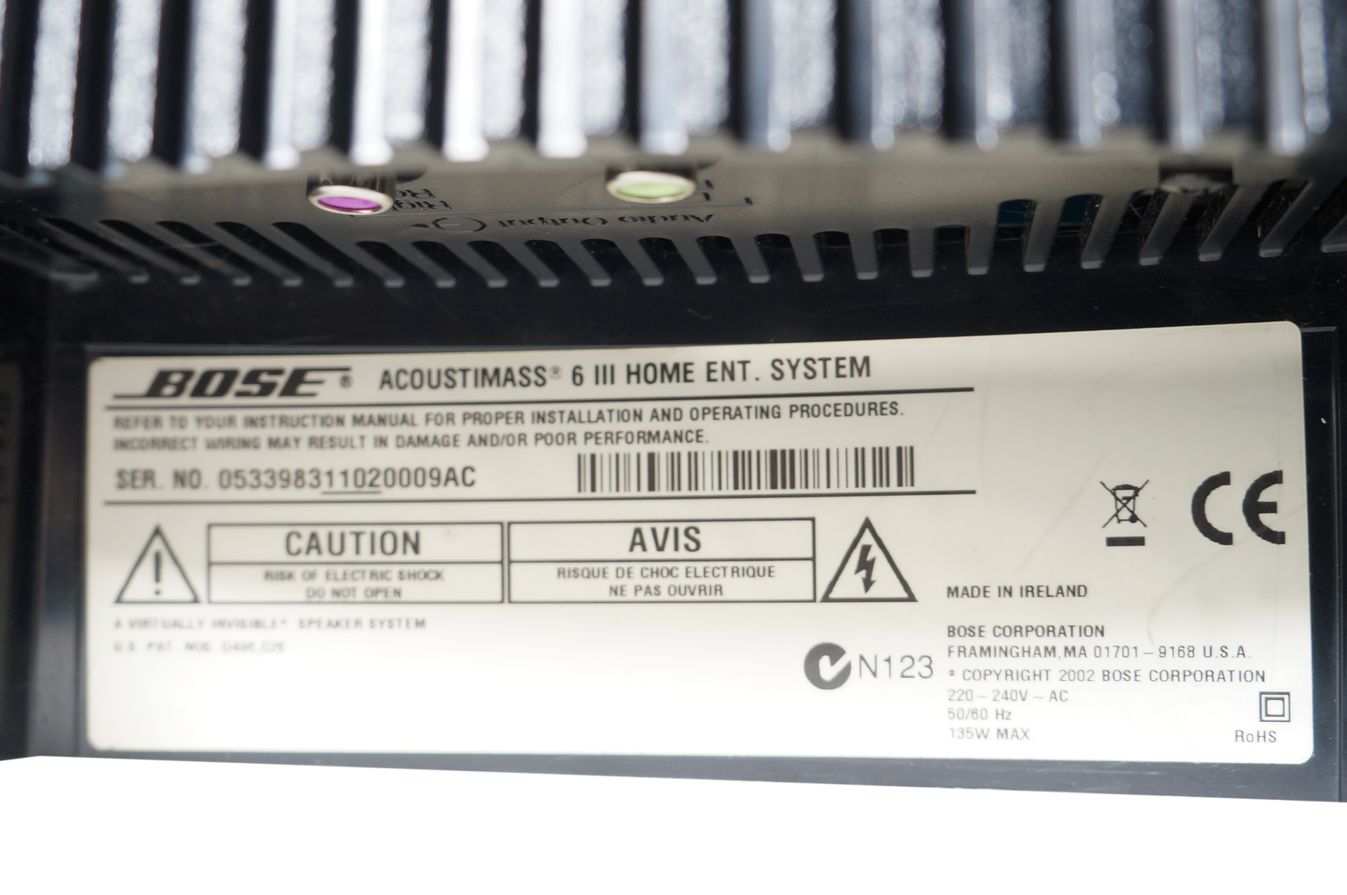 Audio Output
BOSE® ACOUSTIMASS® 6 III HOME ENT. SYSTEM
REFER TO YOUR INSTRUCTION MANUAL FOR PROPER INSTALLATION AND OPERATING PROCEDURES.
INCORRECT WIRING MAY RESULT IN DAMAGE AND/OR POOR PERFORMANCE.
SER. NO. 053398311020009AC
CAUTION
RISK OF ELECTRIC SHOCK
DO NOT OPEN
AVIS
RISQUE DE CHOC ELECTRIQUE
NE PAS OUVRIR
A VIRTUALLY INVISIBLE® SPEAKER SYSTEM
U.S. PAT. NOS. D496,026
N123
CE
MADE IN IRELAND
BOSE CORPORATION
FRAMINGHAM, MA 01701 – 9168 U.S.A.
© COPYRIGHT 2002 BOSE CORPORATION
220 – 240V ~ AC
50/60 Hz
135W MAX.
RoHS